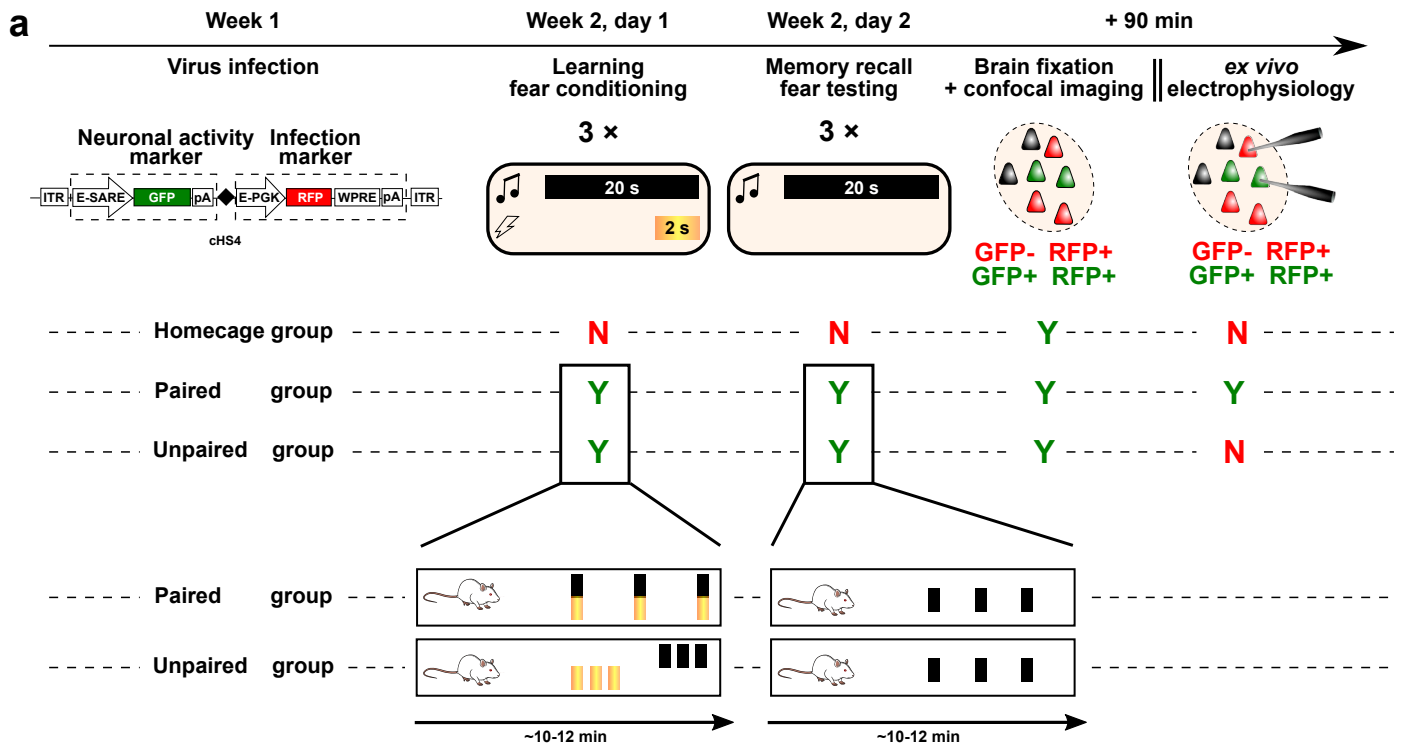 a
Week 1
Week 2, day 1
Week 2, day 2
+ 90 min
Virus infection
Learning
fear conditioning
Memory recall
fear testing
Brain fixation
+ confocal imaging
ex vivo
electrophysiology
Neuronal activity
marker
Infection
marker
3 ×
3 ×
ITR
E-SARE
GFP
pA
E-PGK
RFP
WPRE
pA
ITR
cHS4
20 s
2 s
20 s
GFP- RFP+
GFP+ RFP+
GFP- RFP+
GFP+ RFP+
Homecage group N N Y N
Paired group Y Y Y Y
Unpaired group Y Y Y N
Paired group
Unpaired group
~10-12 min
~10-12 min